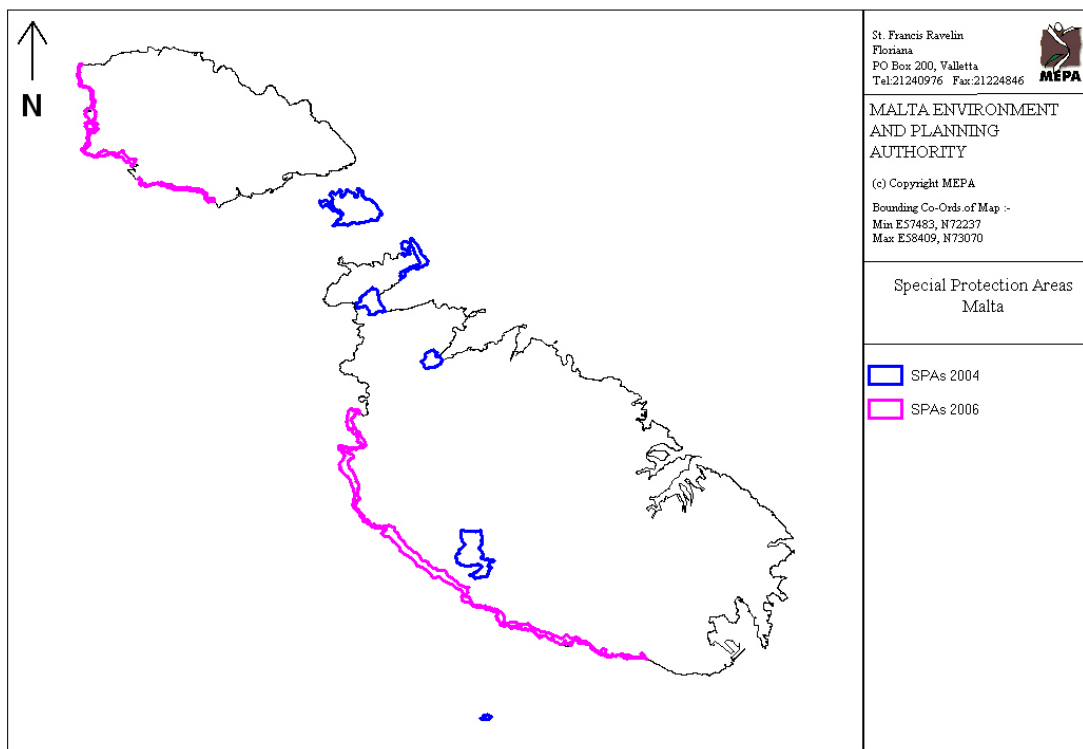 N
St. Francis Ravelin
Floriana
PO Box 200, Valletta
Tel:21240976 Fax:21224846
MEPA
MALTA ENVIRONMENT
AND PLANNING
AUTHORITY
(c) Copyright MEPA
Bounding Co-Ords.of Map :-
Min E57483, N72237
Max E58409, N73070
Special Protection Areas
Malta
SPAs 2004
SPAs 2006